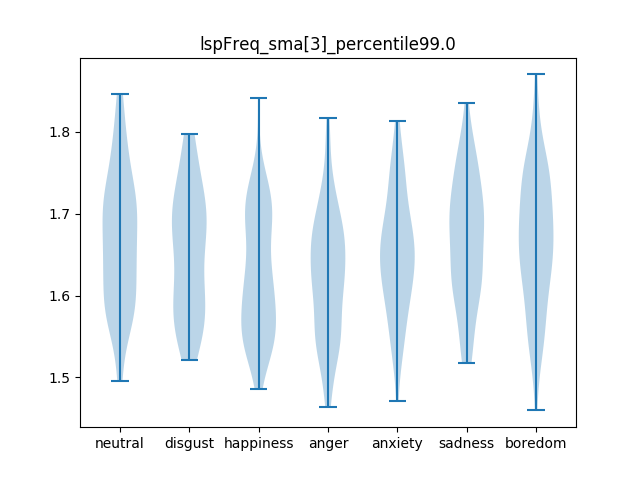 lspFreq_sma[3]_percentile99.0
1.8
1.7
1.6
1.5
neutral disgust happiness anger anxiety sadness boredom